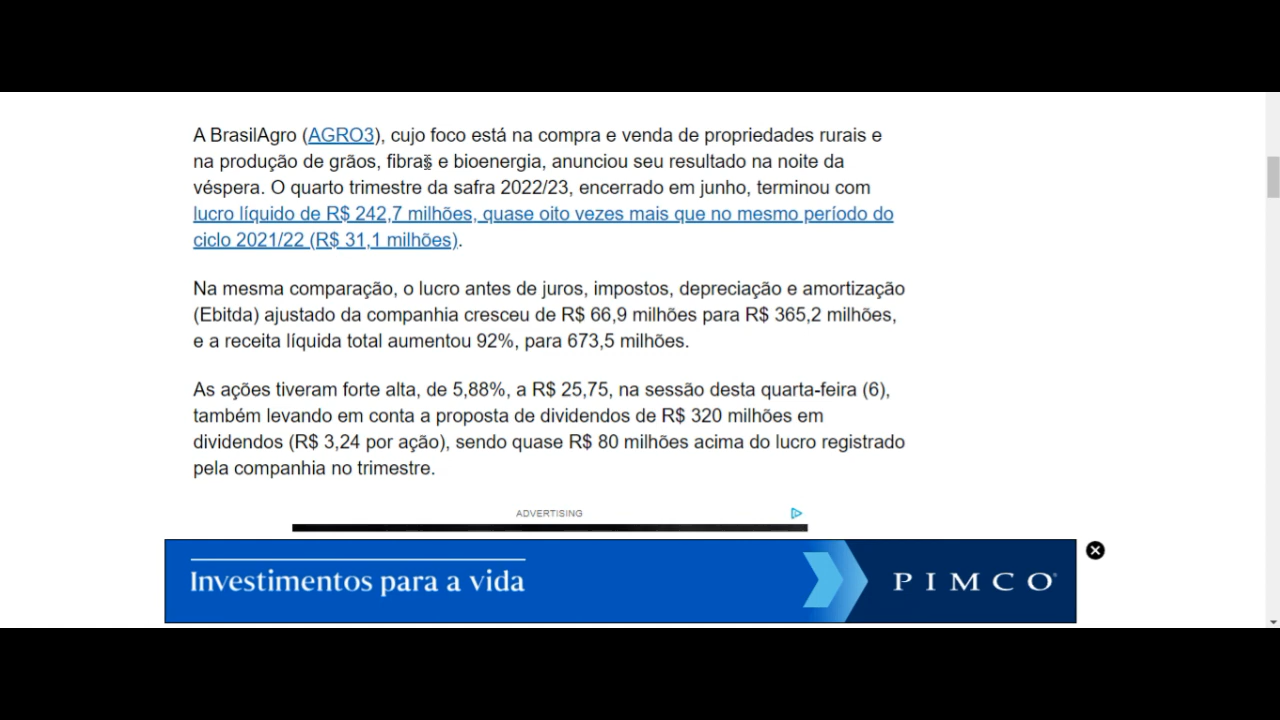 A BrasilAgro (AGRO3), cujo foco está na compra e venda de propriedades rurais e
na produção de grãos, fibras e bioenergia, anunciou seu resultado na noite da
véspera. O quarto trimestre da safra 2022/23, encerrado em junho, terminou com
lucro líquido de R$ 242,7 milhões, quase oito vezes mais que no mesmo período do
ciclo 2021/22 (R$ 31,1 milhões).
Na mesma comparação, o lucro antes de juros, impostos, depreciação e amortização
(Ebitda) ajustado da companhia cresceu de R$ 66,9 milhões para R$ 365,2 milhões,
e a receita líquida total aumentou 92%, para 673,5 milhões.
As ações tiveram forte alta, de 5,88%, a R$ 25,75, na sessão desta quarta-feira (6),
também levando em conta a proposta de dividendos de R$ 320 milhões em
dividendos (R$ 3,24 por ação), sendo quase R$ 80 milhões acima do lucro registrado
pela companhia no trimestre.
ADVERTISING
Investimentos para a vida
PIMCO